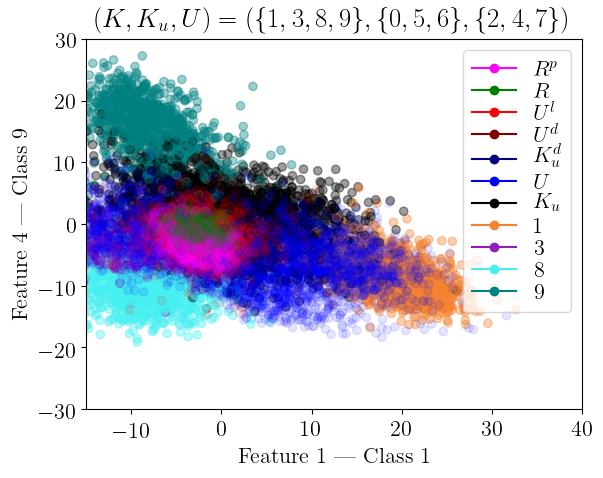 (K, K_u, U) = ({1, 3, 8, 9}, {0, 5, 6}, {2, 4, 7})
30
20
10
0
−10
−20
−30
Feature 4 — Class 9
R^p
R
U^l
U^d
K_u^d
U
K_u
1
3
8
9
−10
0
10
20
30
40
Feature 1 — Class 1